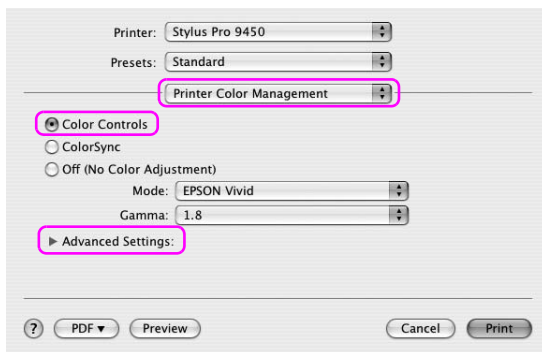 Printer: Stylus Pro 9450
Presets: Standard
Printer Color Management
Color Controls
ColorSync
Off (No Color Adjustment)
Mode: EPSON Vivid
Gamma: 1.8
Advanced Settings:
? PDF Preview Cancel Print